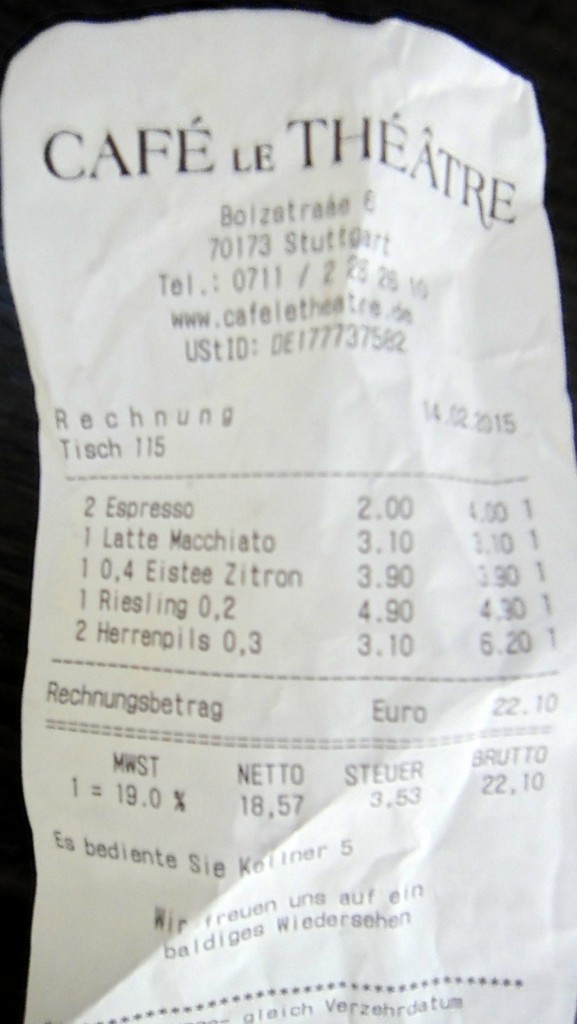 CAFÉ LE THÉÂTRE
Bolzstraße 6
70173 Stuttgart
Tel.: 0711 / 2 26 26 10
www.cafeletheatre.de
UStID: DE177737582
Rechnung 14.02.2015
Tisch 115
2 Espresso 2.00 4.00 1
1 Latte Macchiato 3.10 3.10 1
1 0,4 Eistee Zitron 3.90 3.90 1
1 Riesling 0,2 4.90 4.90 1
2 Herrenpils 0,3 3.10 6.20 1
Rechnungsbetrag Euro 22.10
MWST NETTO STEUER BRUTTO
1 = 19.0 % 18,57 3,53 22,10
Es bediente Sie Kellner 5
Wir freuen uns auf ein
baldiges Wiedersehen
gleich Verzehrdatum